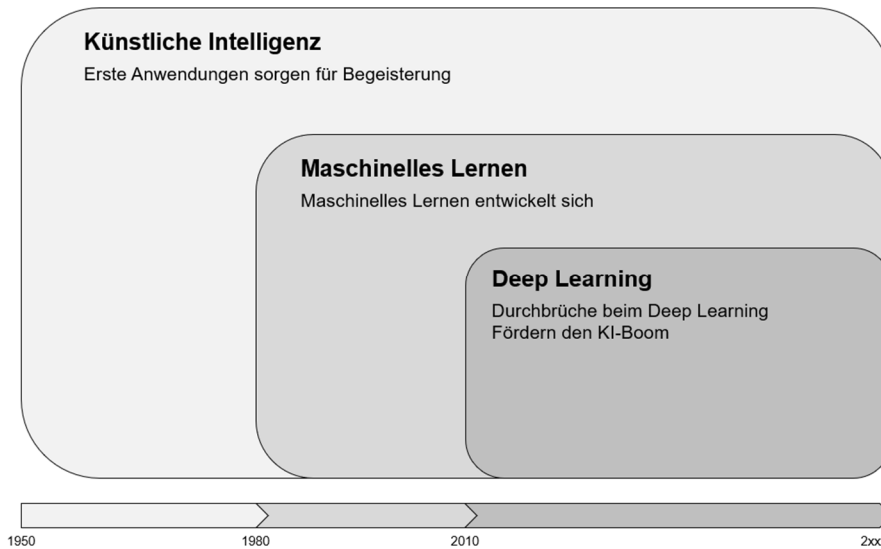 Künstliche Intelligenz
Erste Anwendungen sorgen für Begeisterung
Maschinelles Lernen
Maschinelles Lernen entwickelt sich
Deep Learning
Durchbrüche beim Deep Learning
Fördern den KI-Boom
1950
1980
2010
2xx